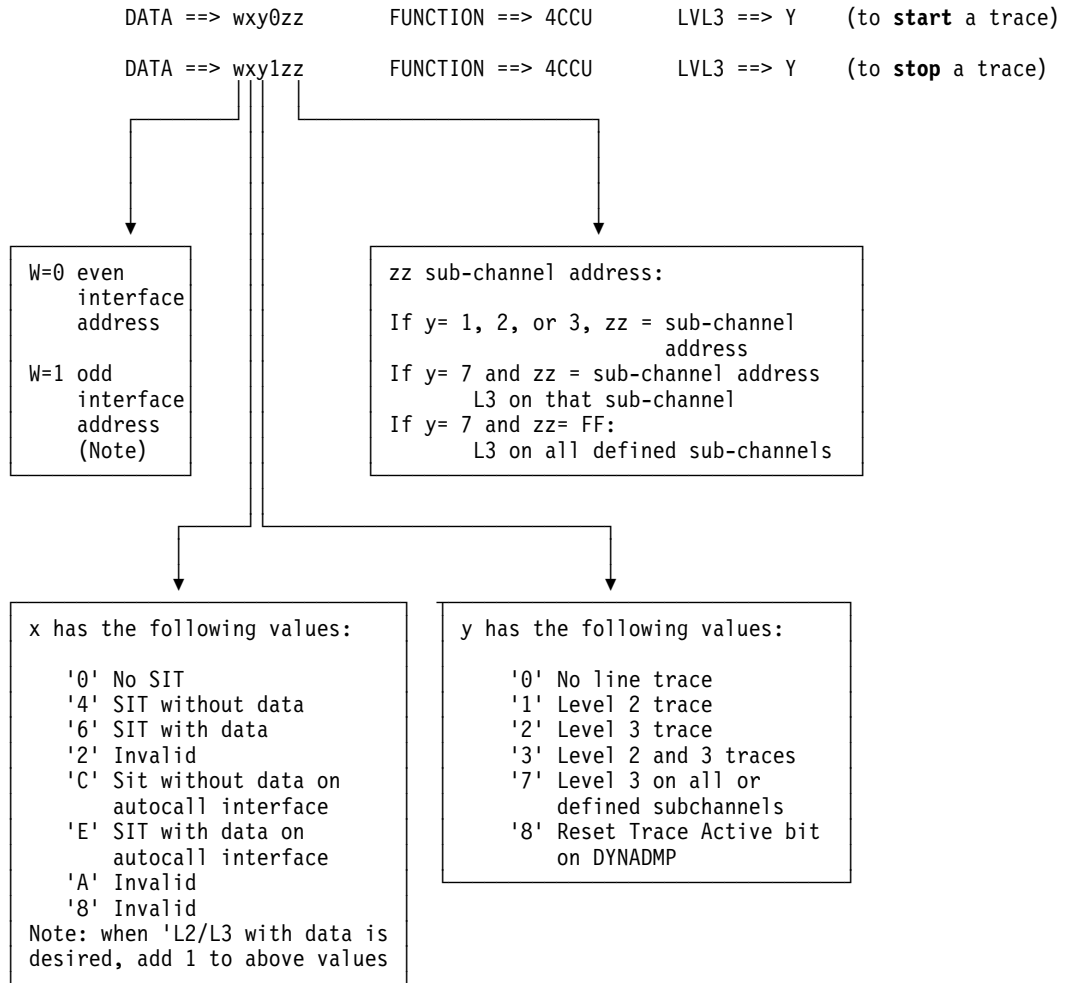 DATA ==> wxy0zz FUNCTION ==> 4CCU LVL3 ==> Y (to start a trace)
DATA ==> wxy1zz FUNCTION ==> 4CCU LVL3 ==> Y (to stop a trace)
W=0 even
interface
address
W=1 odd
interface
address
(Note)
zz sub-channel address:
If y= 1, 2, or 3, zz = sub-channel
address
If y= 7 and zz = sub-channel address
L3 on that sub-channel
If y= 7 and zz= FF:
L3 on all defined sub-channels
x has the following values:
'0' No SIT
'4' SIT without data
'6' SIT with data
'2' Invalid
'C' Sit without data on
autocall interface
'E' SIT with data on
autocall interface
'A' Invalid
'8' Invalid
Note: when 'L2/L3 with data is
desired, add 1 to above values
y has the following values:
'0' No line trace
'1' Level 2 trace
'2' Level 3 trace
'3' Level 2 and 3 traces
'7' Level 3 on all or
defined subchannels
'8' Reset Trace Active bit
on DYNADMP